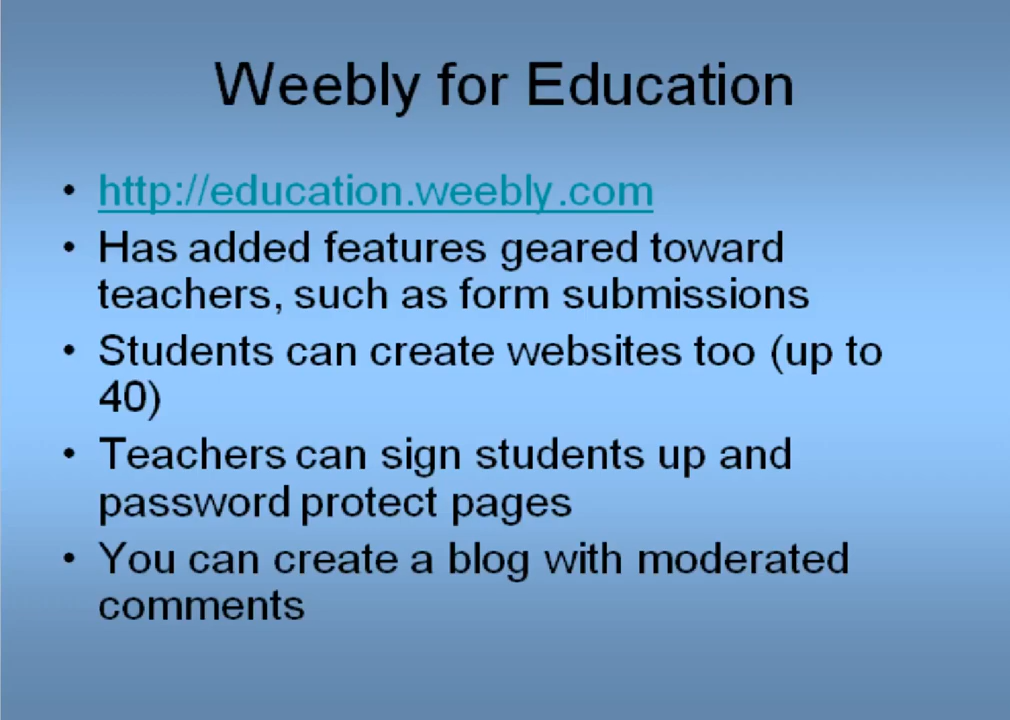 Weebly for Education
• http://education.weebly.com
• Has added features geared toward
teachers, such as form submissions
• Students can create websites too (up to
40)
• Teachers can sign students up and
password protect pages
• You can create a blog with moderated
comments